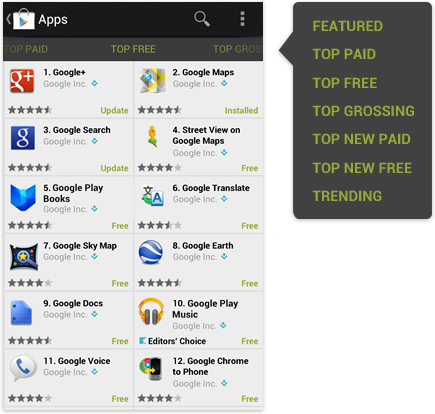 Apps
TOP PAID
TOP FREE
TOP GROSS
1. Google+
Google Inc.
Update
2. Google Maps
Google Inc.
Installed
3. Google Search
Google Inc.
Update
4. Street View on
Google Maps
Google Inc.
Free
5. Google Play
Books
Google Inc.
Free
6. Google Translate
Google Inc.
Free
7. Google Sky Map
Google Inc.
Free
8. Google Earth
Google Inc.
Free
9. Google Docs
Google Inc.
Free
10. Google Play
Music
Google Inc.
Editors' Choice
Free
11. Google Voice
Google Inc.
Free
12. Google Chrome
to Phone
Google Inc.
Free
FEATURED
TOP PAID
TOP FREE
TOP GROSSING
TOP NEW PAID
TOP NEW FREE
TRENDING